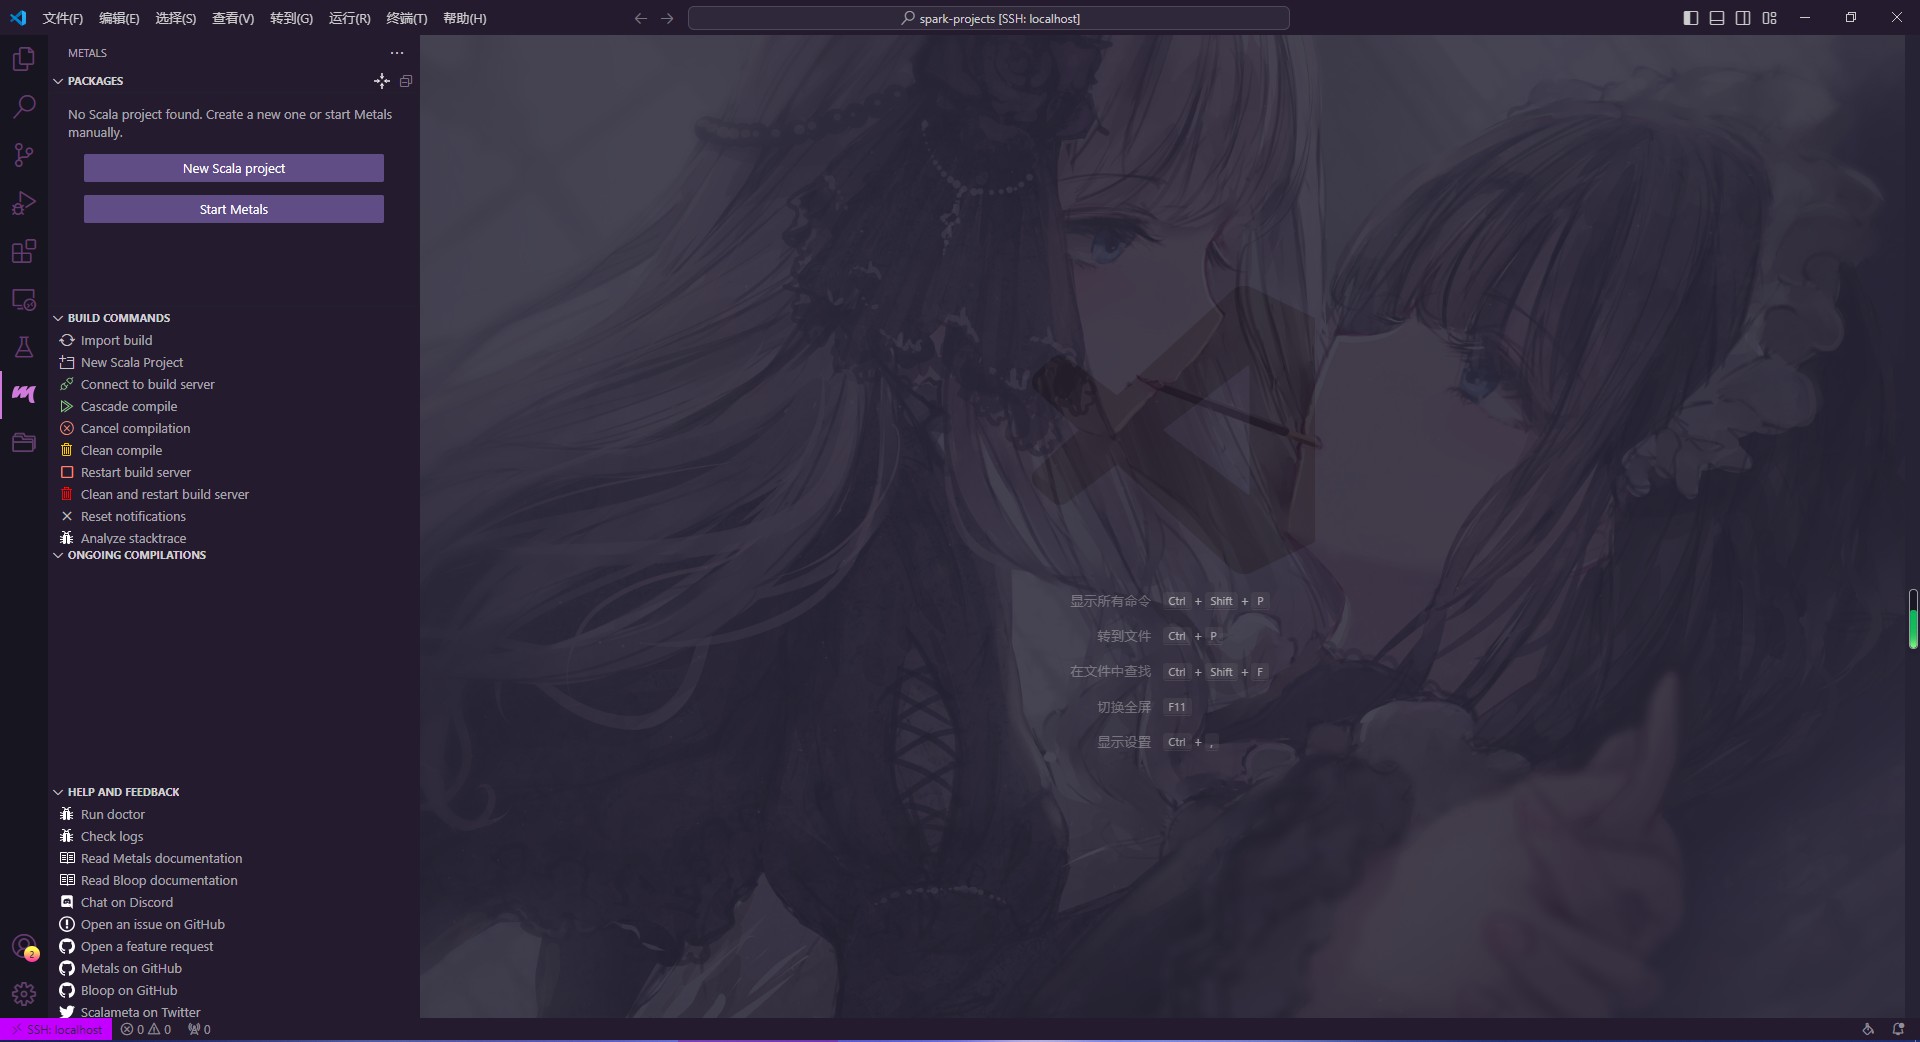 文件(F) 编辑(E) 选择(S) 查看(V) 转到(G) 运行(R) 终端(T) 帮助(H)
spark-projects [SSH: localhost]
METALS
PACKAGES
No Scala project found. Create a new one or start Metals
manually.
New Scala project
Start Metals
BUILD COMMANDS
Import build
New Scala Project
Connect to build server
Cascade compile
Cancel compilation
Clean compile
Restart build server
Clean and restart build server
Reset notifications
Analyze stacktrace
ONGOING COMPILATIONS
显示所有命令 Ctrl + Shift + P
转到文件 Ctrl + P
在文件中查找 Ctrl + Shift + F
切换全屏 F11
显示设置 Ctrl + ,
HELP AND FEEDBACK
Run doctor
Check logs
Read Metals documentation
Read Bloop documentation
Chat on Discord
Open an issue on GitHub
Open a feature request
Metals on GitHub
Bloop on GitHub
Scalameta on Twitter
2
SSH: localhost 0 0 0